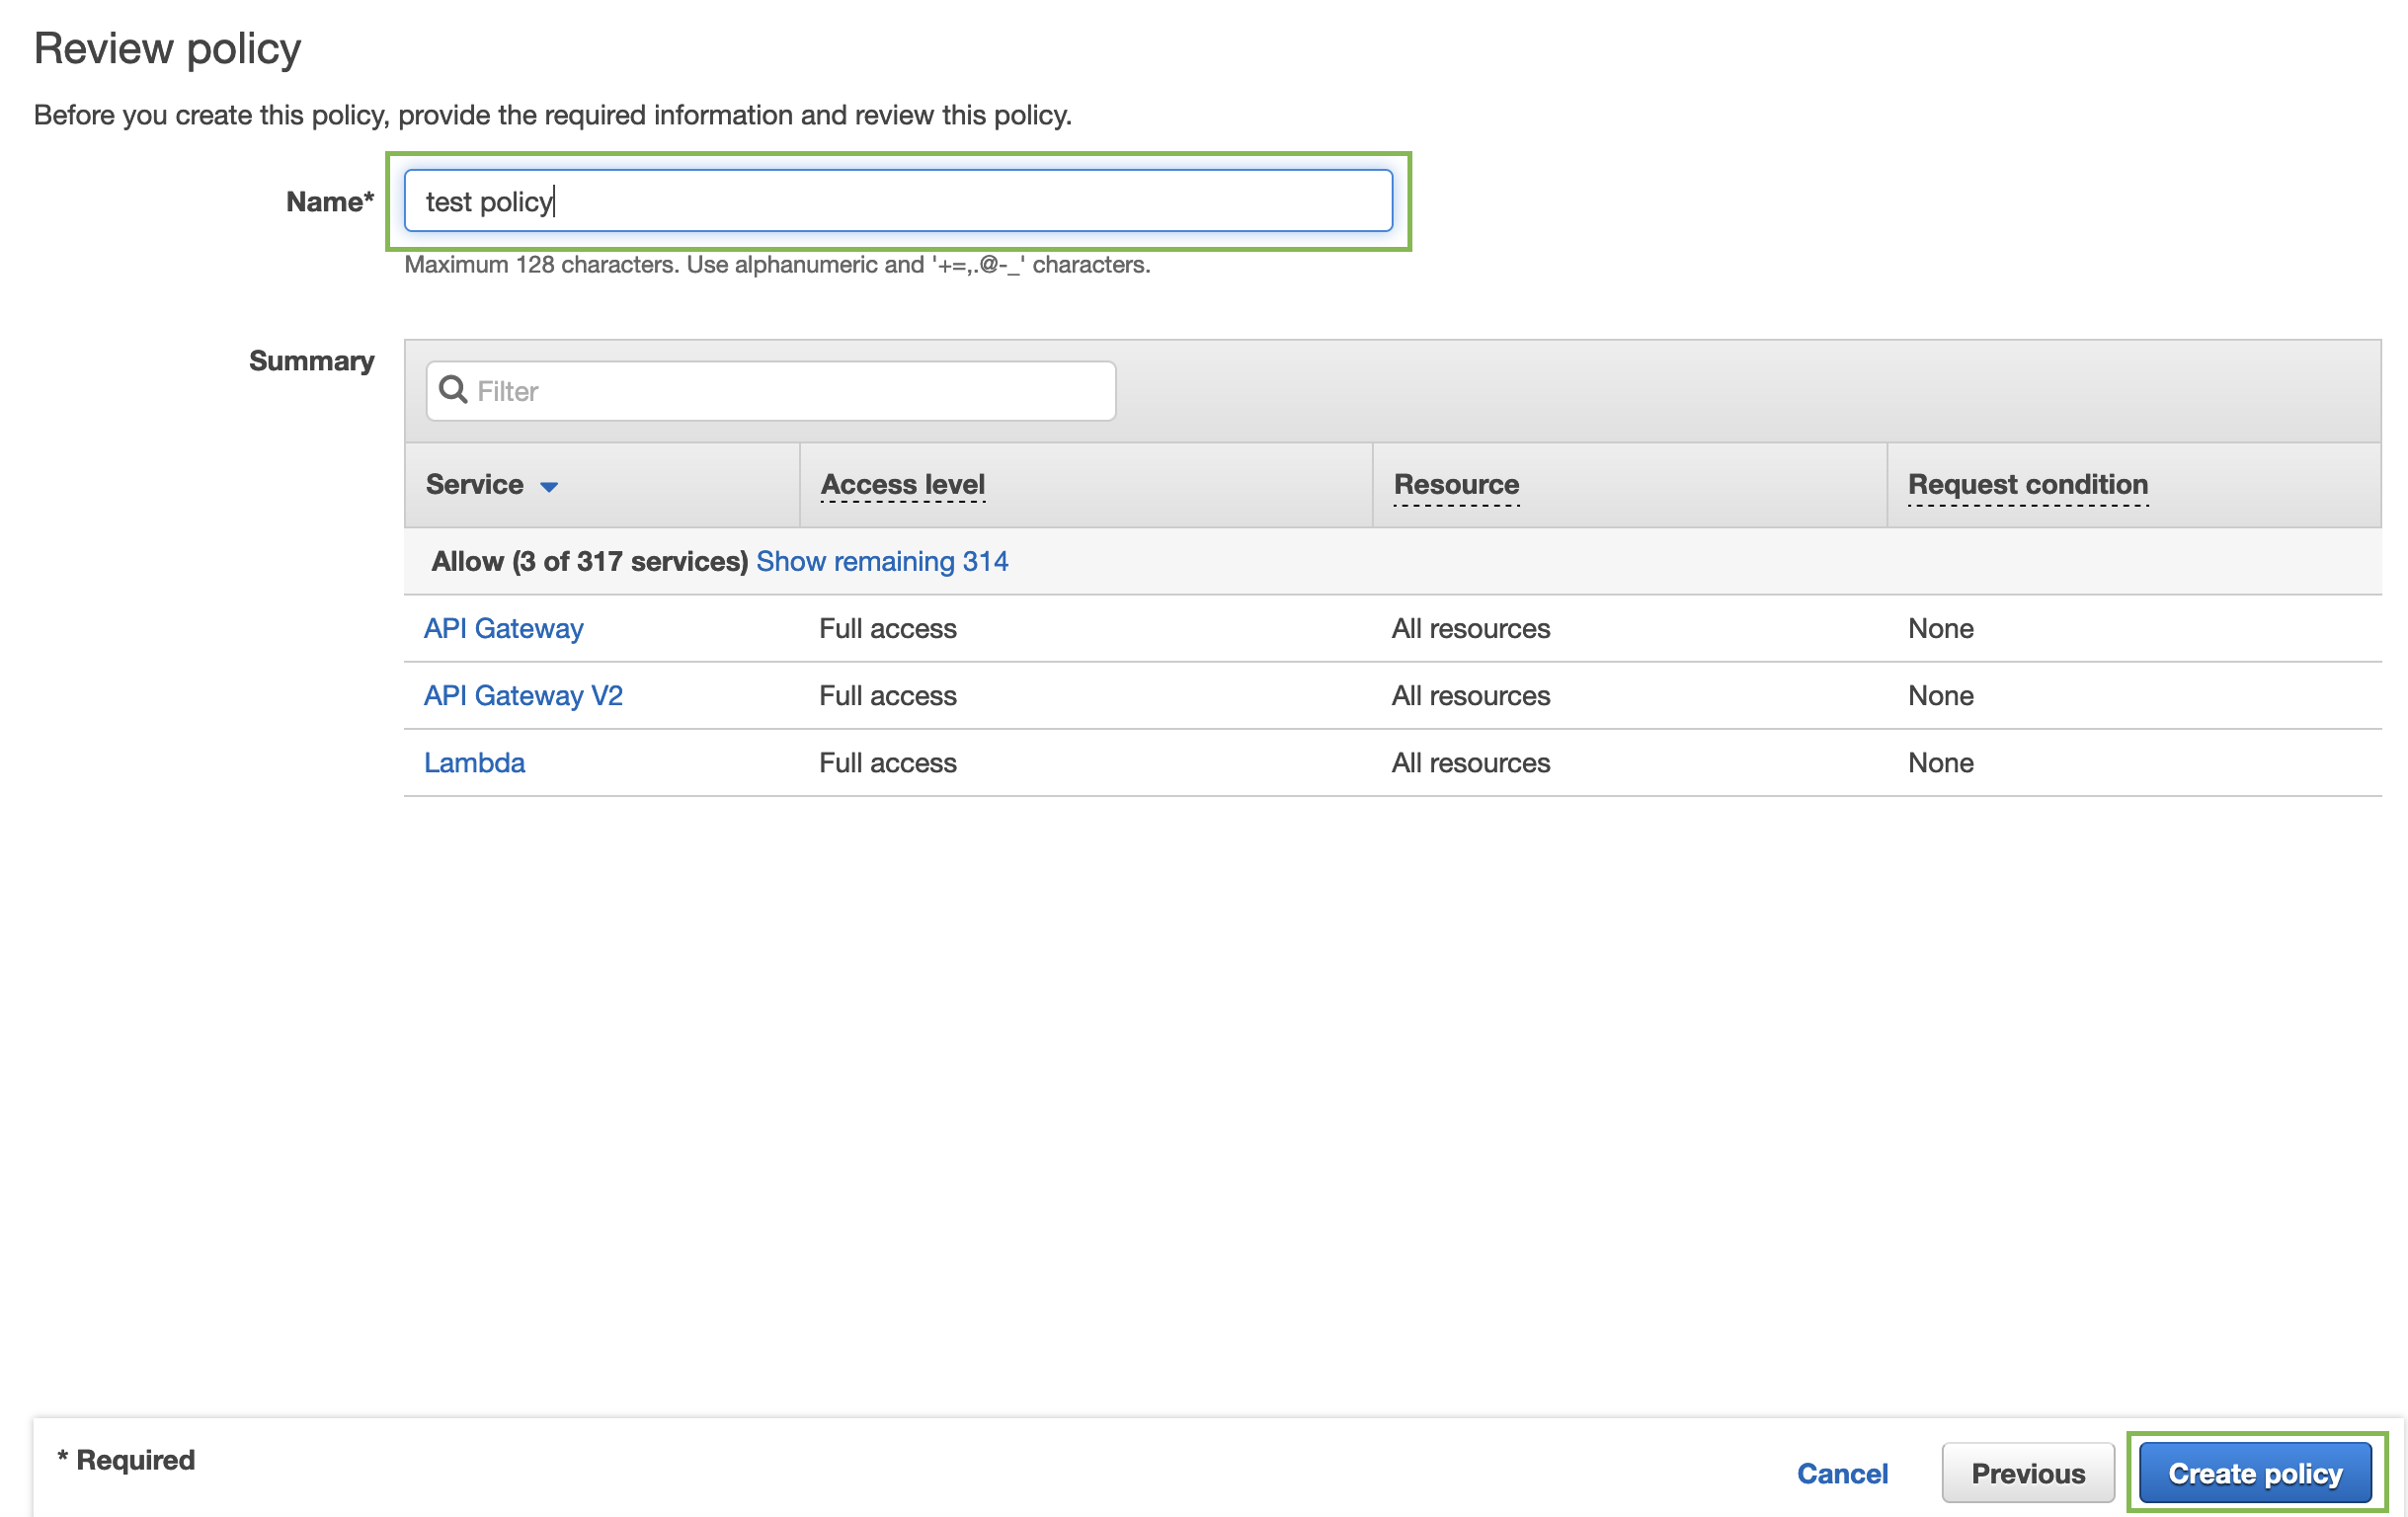 Review policy
Before you create this policy, provide the required information and review this policy.
Name* test policy
Maximum 128 characters. Use alphanumeric and '+=,.@-_' characters.
Summary
Filter
Service Access level Resource Request condition
Allow (3 of 317 services) Show remaining 314
API Gateway Full access All resources None
API Gateway V2 Full access All resources None
Lambda Full access All resources None
* Required
Cancel Previous Create policy